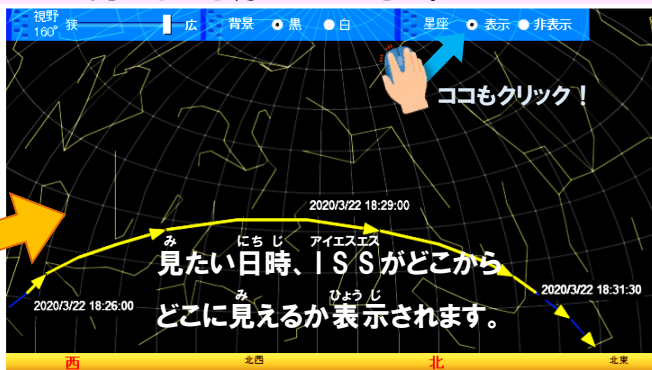 視野 160° 狭 広 背景 黒 白 星座 表示 非表示
ココもクリック！
2020/3/22 18:29:00
み にちじ アイエスエス
見たい日時、ＩＳＳがどこから
2020/3/22 18:26:00
2020/3/22 18:31:30
み ひょうじ
どこに見えるか表示されます。
西 北西 北 北東